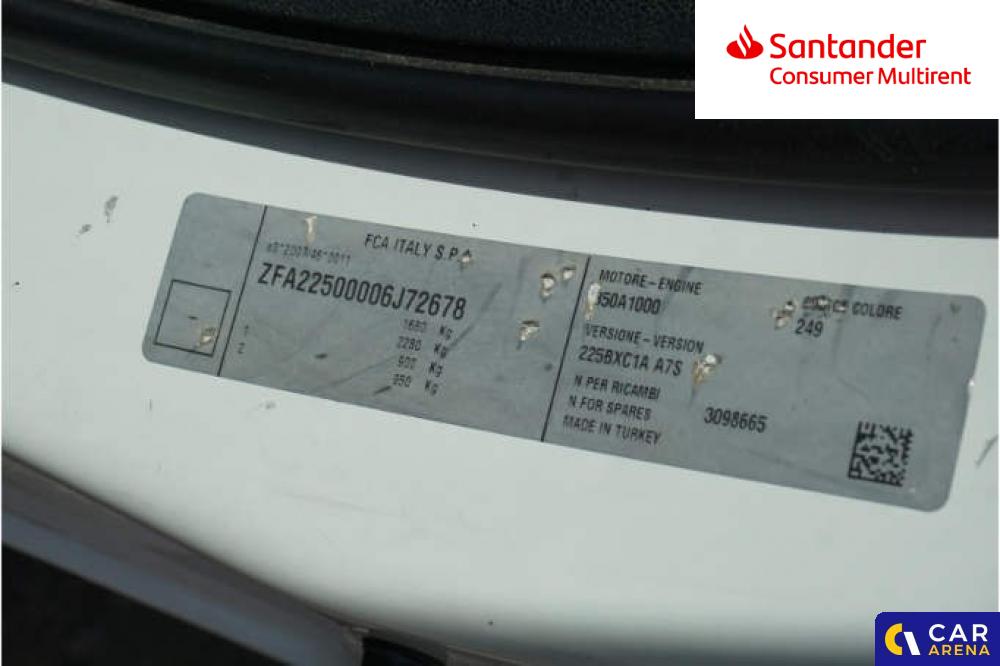 Santander
Consumer Multirent
FCA ITALY S.P.A
ZFA22500006J72678
1680 Kg
2280 Kg
1
900 Kg
2
950 Kg
MOTORE - ENGINE
350A1000
COLORE
249
VERSIONE - VERSION
225BXC1A A7S
N PER RICAMBI
N FOR SPARES
3098665
MADE IN TURKEY
CAR
ARENA